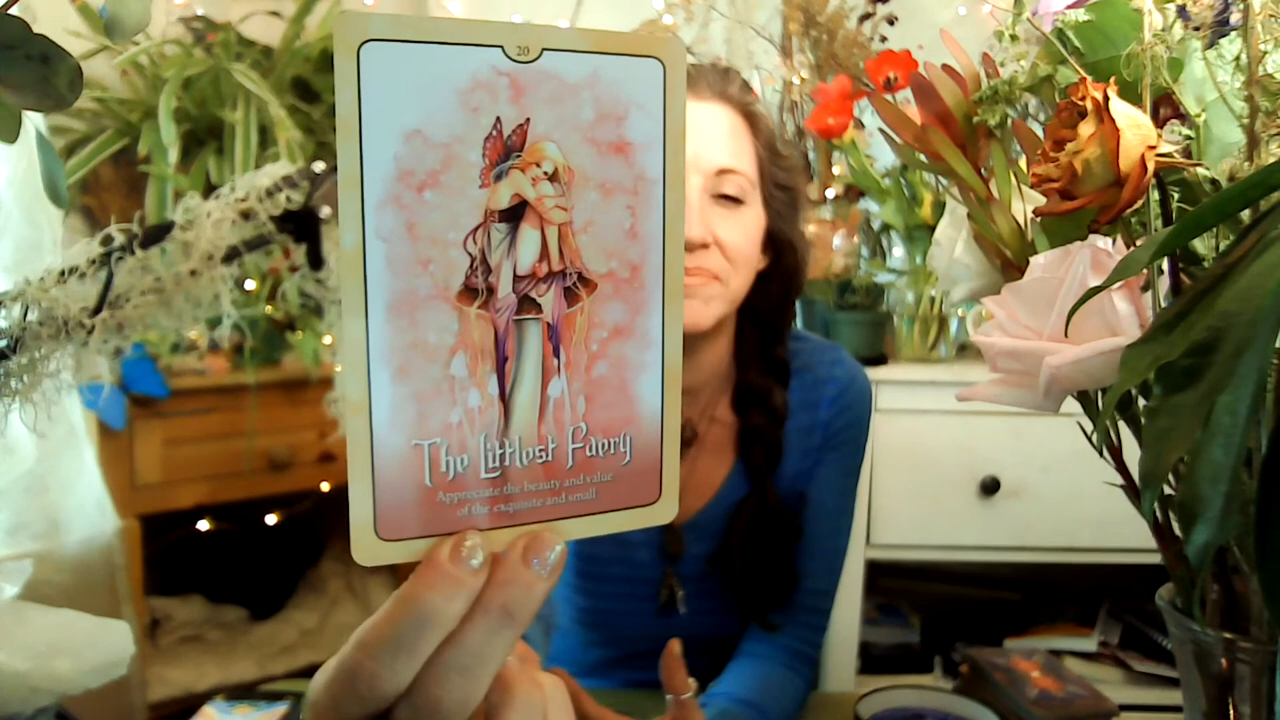 20
The Littlest Faery
Appreciate the beauty and value
of the exquisite and small